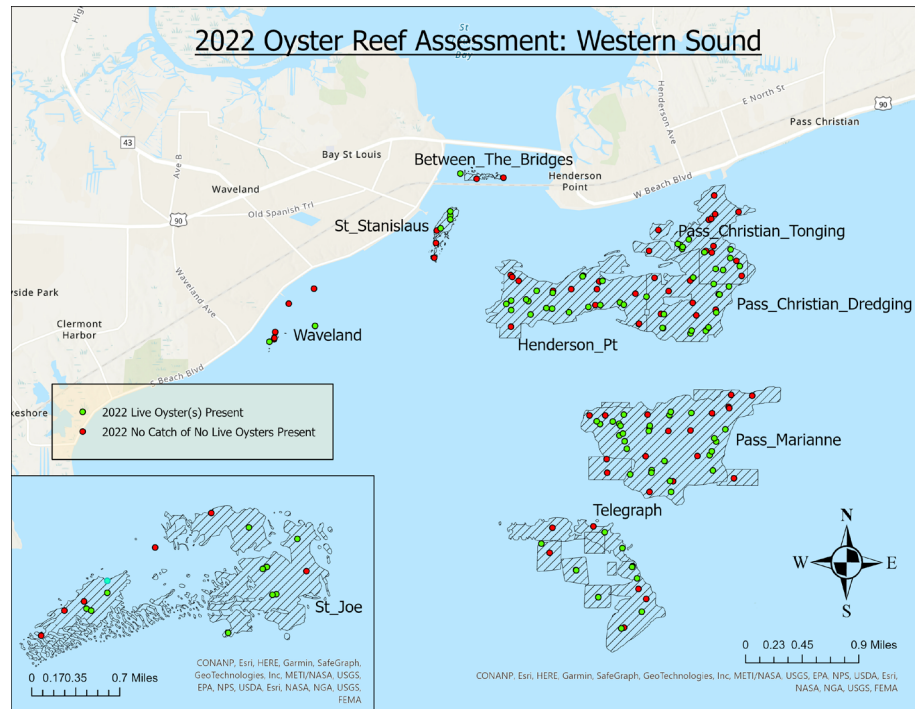 2022 Oyster Reef Assessment: Western Sound
St
Bay
High
43
Ave B
Bay St Louis
Waveland
90
Old Spanish Trl
Between_The_Bridges
Henderson
Point
Henderson Ave
E North St
90
Pass Christian
W Beach Blvd
St_Stanislaus
Pass_Christian_Tonging
yside Park
Waveland Ave
Clermont
Harbor
Waveland
Henderson_Pt
Pass_Christian_Dredging
S Beach Blvd
keshore
2022 Live Oyster(s) Present
2022 No Catch of No Live Oysters Present
Pass_Marianne
Telegraph
N
W E
S
St_Joe
0 0.23 0.45 0.9 Miles
CONANP, Esri, HERE, Garmin, SafeGraph, GeoTechnologies, Inc, METI/NASA, USGS, EPA, NPS, USDA, Esri,
NASA, NGA, USGS, FEMA
0 0.170.35 0.7 Miles
CONANP, Esri, HERE, Garmin, SafeGraph,
GeoTechnologies, Inc, METI/NASA, USGS,
EPA, NPS, USDA, Esri, NASA, NGA, USGS,
FEMA